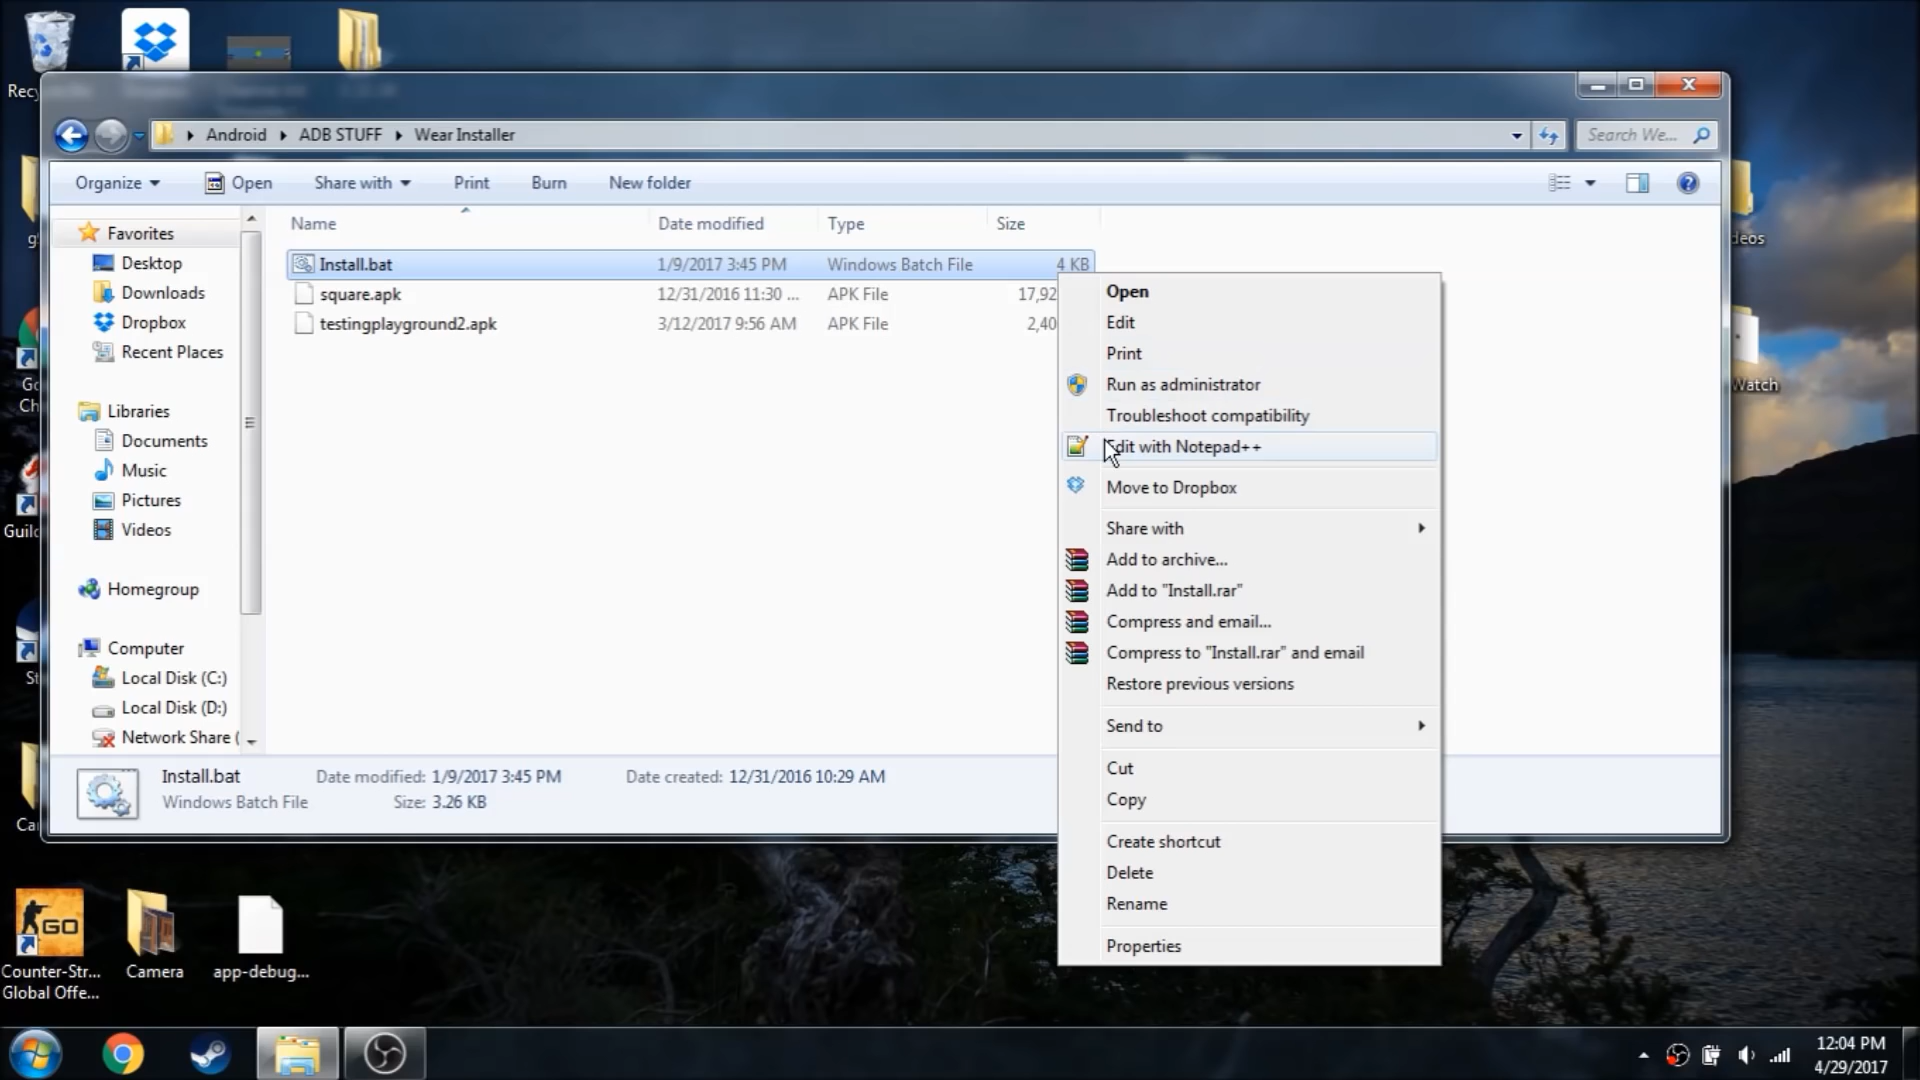 Recy
Android ▸ ADB STUFF ▸ Wear Installer
Search We...
Organize
Open
Share with
Print
Burn
New folder
Name
Date modified
Type
Size
Install.bat 1/9/2017 3:45 PM Windows Batch File 4 KB
square.apk 12/31/2016 11:30 ... APK File 17,92
testingplayground2.apk 3/12/2017 9:56 AM APK File 2,40
Favorites
Desktop
Downloads
Dropbox
Recent Places
Libraries
Documents
Music
Pictures
Videos
Homegroup
Computer
Local Disk (C:)
Local Disk (D:)
Network Share (
Open
Edit
Print
Run as administrator
Troubleshoot compatibility
Edit with Notepad++
Move to Dropbox
Share with
Add to archive...
Add to "Install.rar"
Compress and email...
Compress to "Install.rar" and email
Restore previous versions
Send to
Cut
Copy
Create shortcut
Delete
Rename
Properties
Install.bat Date modified: 1/9/2017 3:45 PM Date created: 12/31/2016 10:29 AM
Windows Batch File Size: 3.26 KB
deos
Watch
Go
Ch
Guild
St
Ca
GO
Counter-Str...
Global Offe...
Camera
app-debug...
12:04 PM
4/29/2017